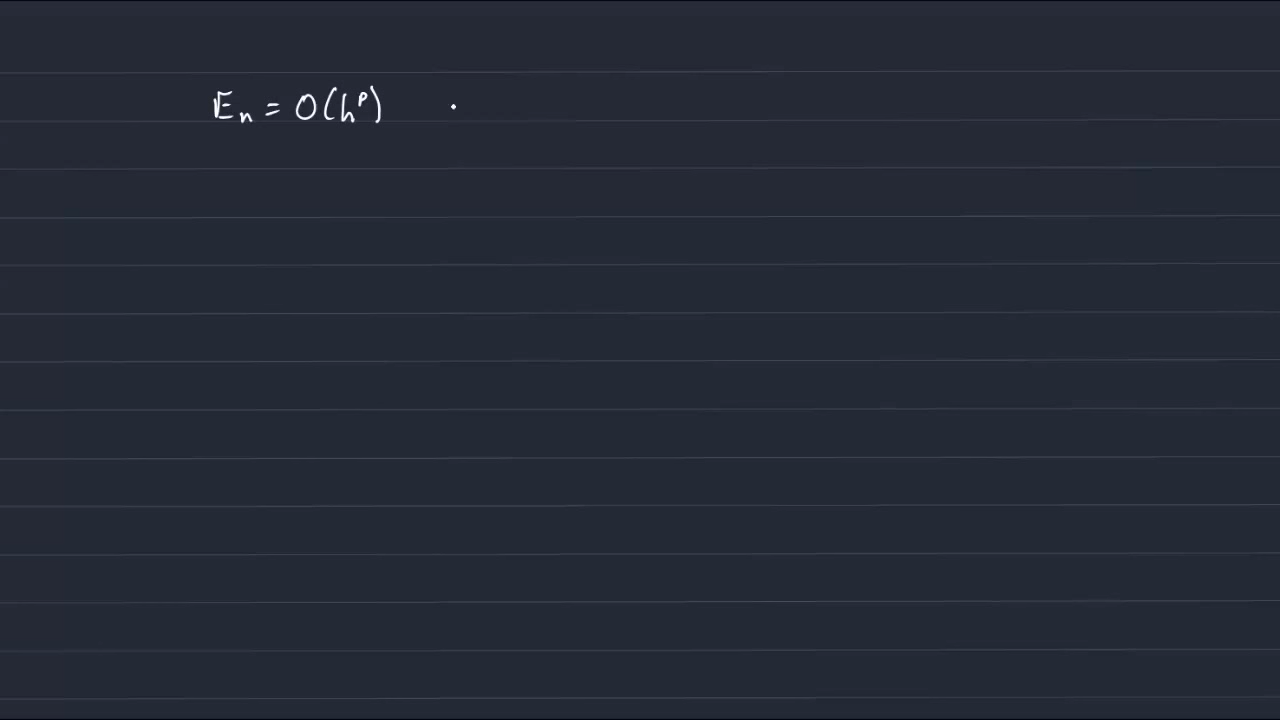 Eₙ = O(hᵖ)